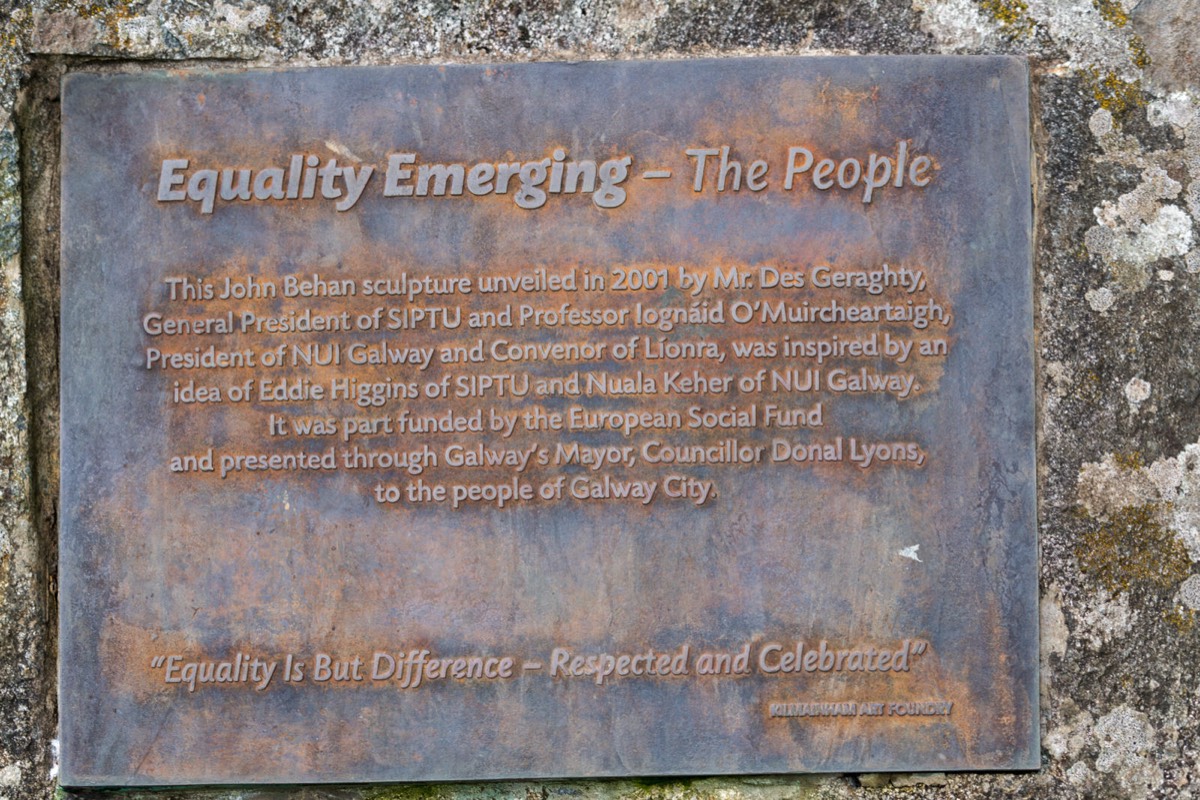 Equality Emerging – The People
This John Behan sculpture unveiled in 2001 by Mr. Des Geraghty,
General President of SIPTU and Professor Iognáid O'Muircheartaigh,
President of NUI Galway and Convenor of Líonra, was inspired by an
idea of Eddie Higgins of SIPTU and Nuala Keher of NUI Galway.
It was part funded by the European Social Fund
and presented through Galway's Mayor, Councillor Donal Lyons,
to the people of Galway City.
"Equality Is But Difference – Respected and Celebrated"
KILMAINHAM ART FOUNDRY